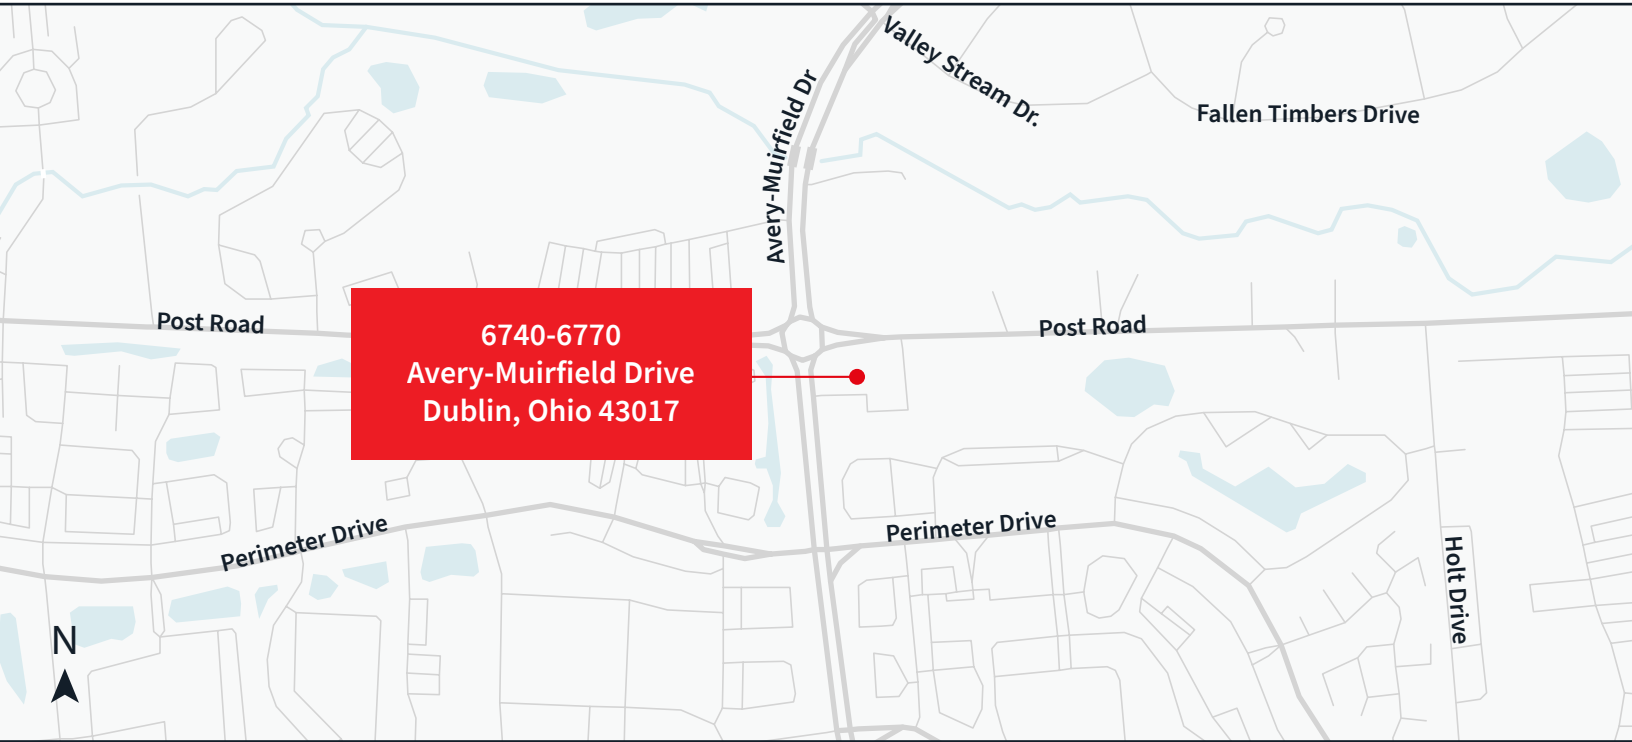 Valley Stream Dr.
Avery-Muirfield Dr
Fallen Timbers Drive
Post Road
6740-6770
Avery-Muirfield Drive
Dublin, Ohio 43017
Post Road
Perimeter Drive
Perimeter Drive
Holt Drive
N